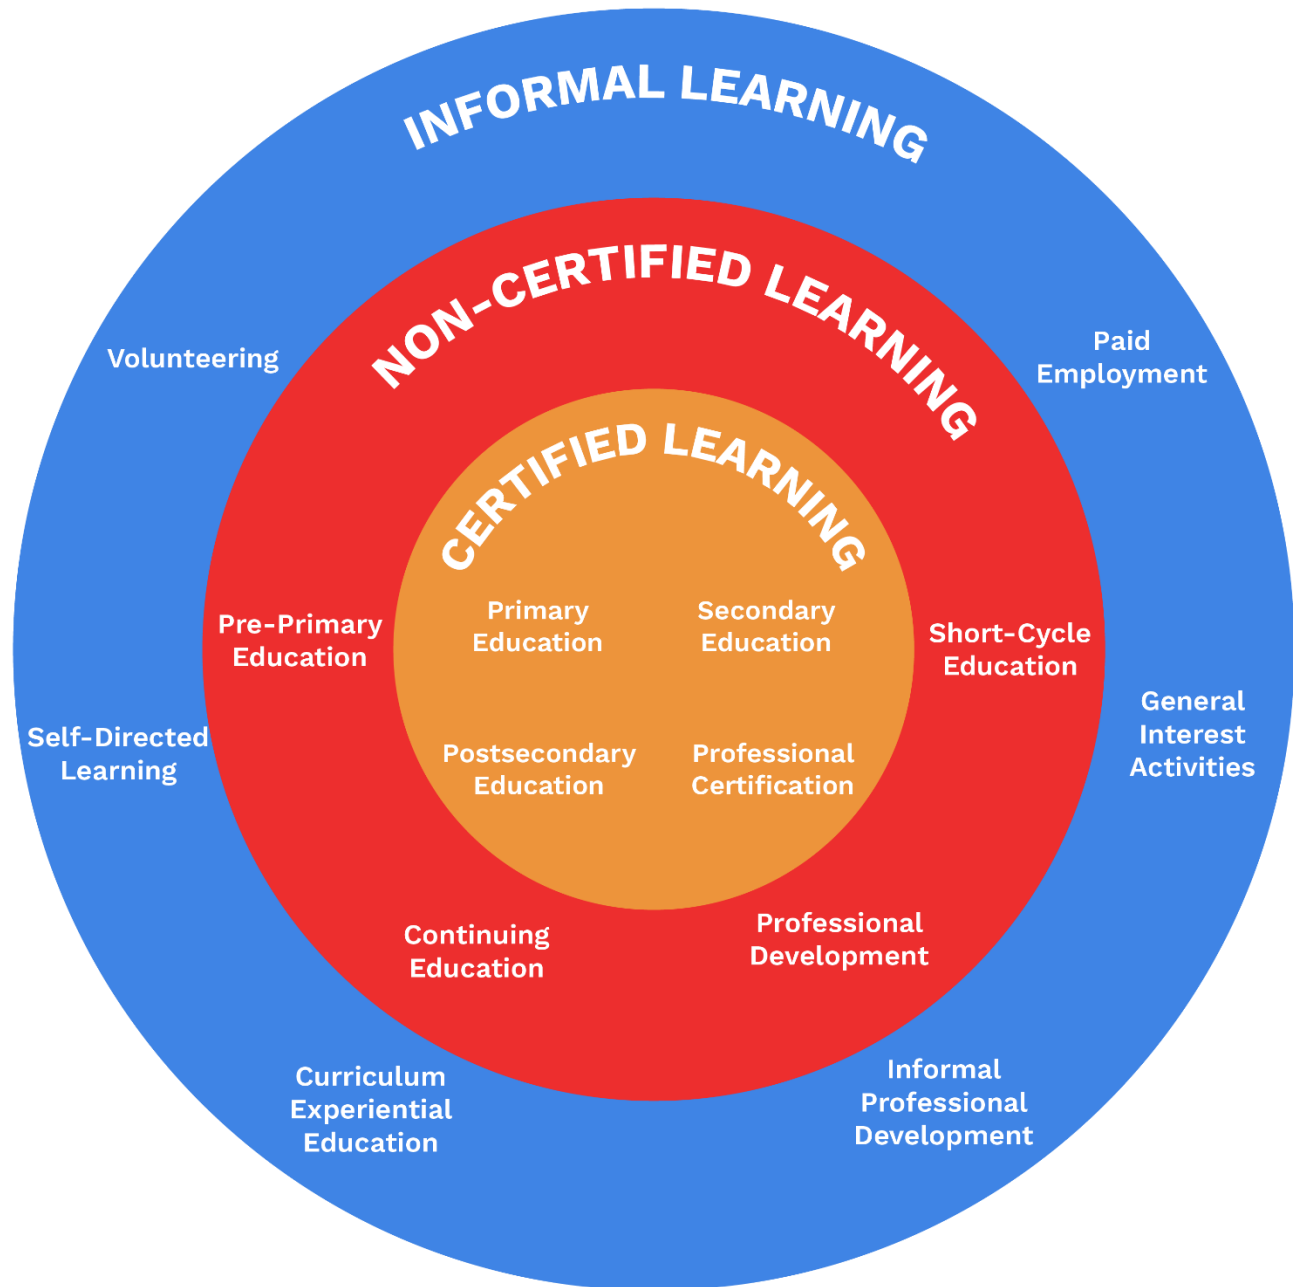 INFORMAL LEARNING
NON-CERTIFIED LEARNING
Volunteering
Paid
Employment
CERTIFIED LEARNING
Primary
Education
Secondary
Education
Pre-Primary
Education
Short-Cycle
Education
Self-Directed
Learning
General
Interest
Activities
Postsecondary
Education
Professional
Certification
Continuing
Education
Professional
Development
Curriculum
Experiential
Education
Informal
Professional
Development